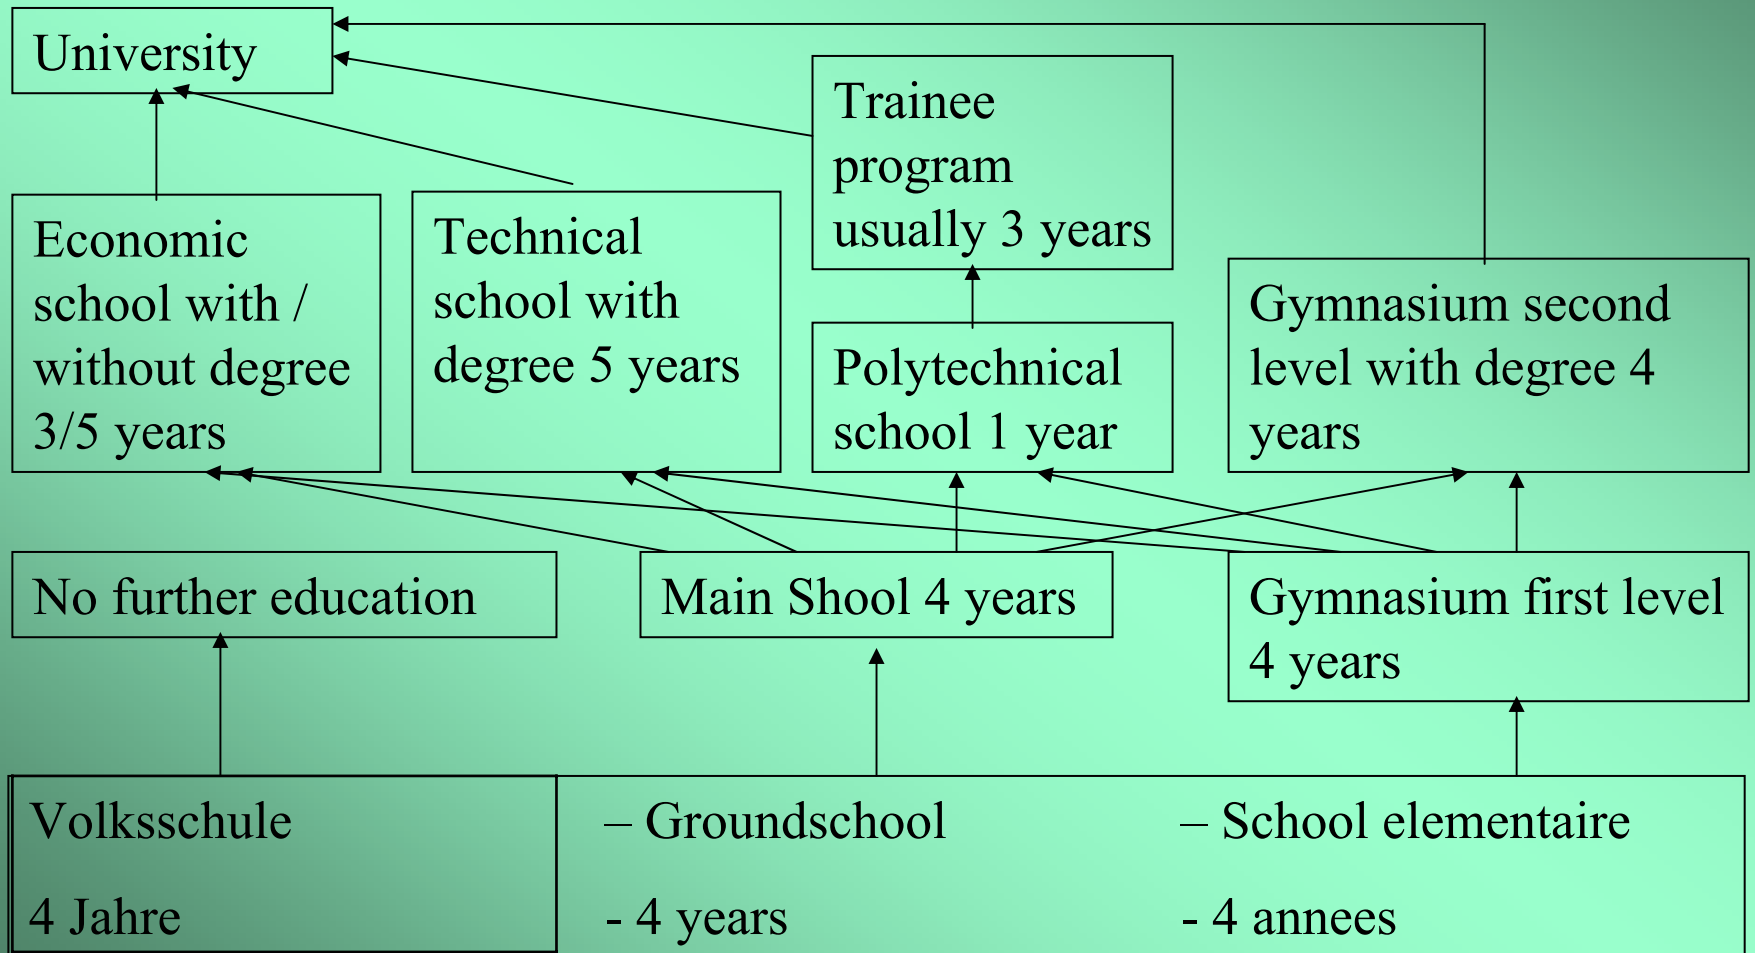 University
Trainee
program
usually 3 years
Economic
school with /
without degree
3/5 years
Technical
school with
degree 5 years
Polytechnical
school 1 year
Gymnasium second
level with degree 4
years
No further education
Main Shool 4 years
Gymnasium first level
4 years
Volksschule – Groundschool – School elementaire
4 Jahre - 4 years - 4 annees